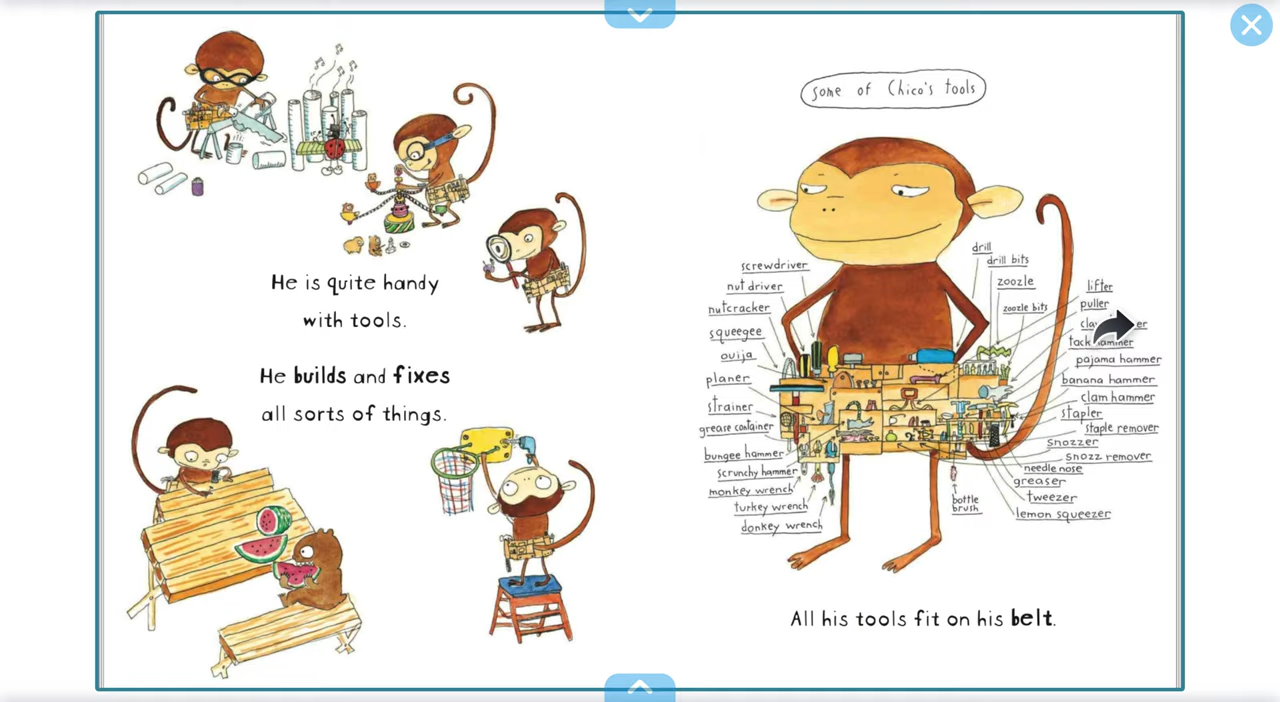 He is quite handy
with tools.
He builds and fixes
all sorts of things.
some of Chico's tools
screwdriver
nut driver
nutcracker
squeegee
ouija
planer
strainer
grease container
bungee hammer
scrunchy hammer
monkey wrench
turkey wrench
donkey wrench
drill
drill bits
zoozle
zoozle bits
lifter
puller
tack hammer
pajama hammer
banana hammer
clam hammer
stapler
staple remover
snozzer
snozz remover
needle nose
greaser
tweezer
lemon squeezer
bottle
brush
All his tools fit on his belt.